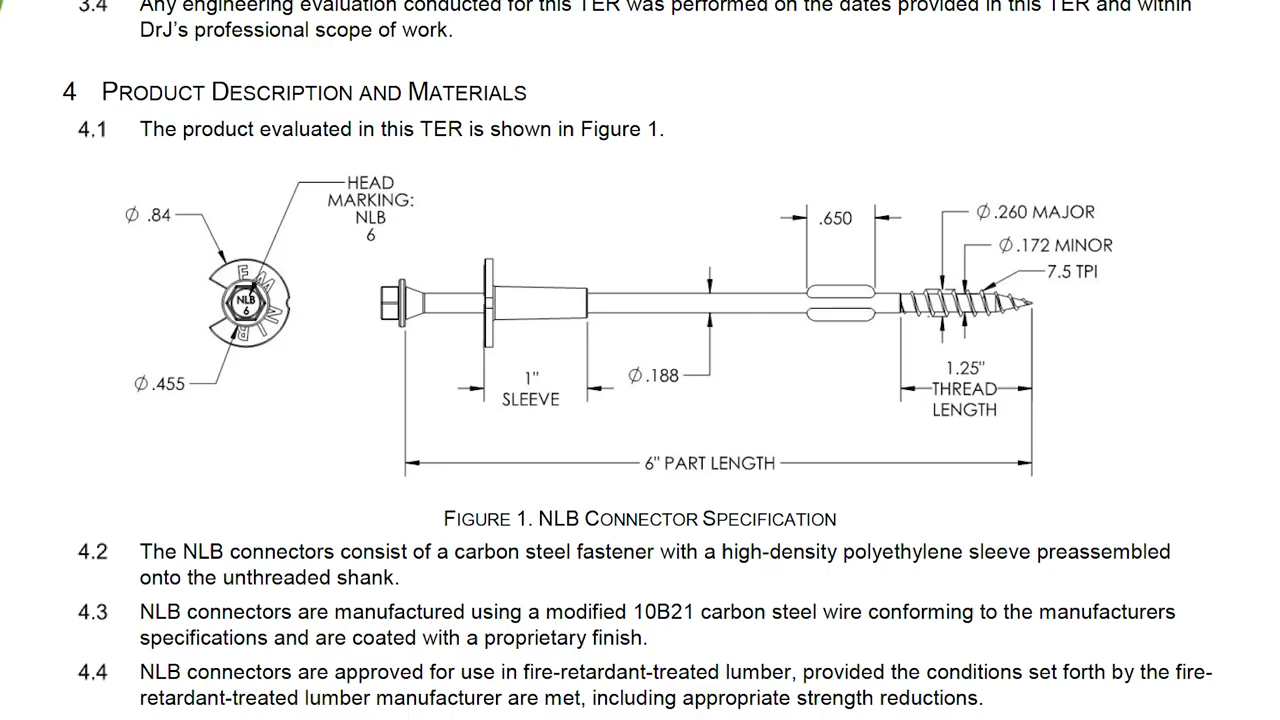 3.4 Any engineering evaluation conducted for this TER was performed on the dates provided in this TER and within
DrJ's professional scope of work.
4 PRODUCT DESCRIPTION AND MATERIALS
4.1 The product evaluated in this TER is shown in Figure 1.
HEAD
MARKING:
NLB
6
Ø .84
.650
Ø.260 MAJOR
Ø.172 MINOR
7.5 TPI
NLB
6
Ø.455
1"
SLEEVE
Ø.188
1.25"
THREAD
LENGTH
6" PART LENGTH
FIGURE 1. NLB CONNECTOR SPECIFICATION
4.2 The NLB connectors consist of a carbon steel fastener with a high-density polyethylene sleeve preassembled
onto the unthreaded shank.
4.3 NLB connectors are manufactured using a modified 10B21 carbon steel wire conforming to the manufacturers
specifications and are coated with a proprietary finish.
4.4 NLB connectors are approved for use in fire-retardant-treated lumber, provided the conditions set forth by the fire-
retardant-treated lumber manufacturer are met, including appropriate strength reductions.